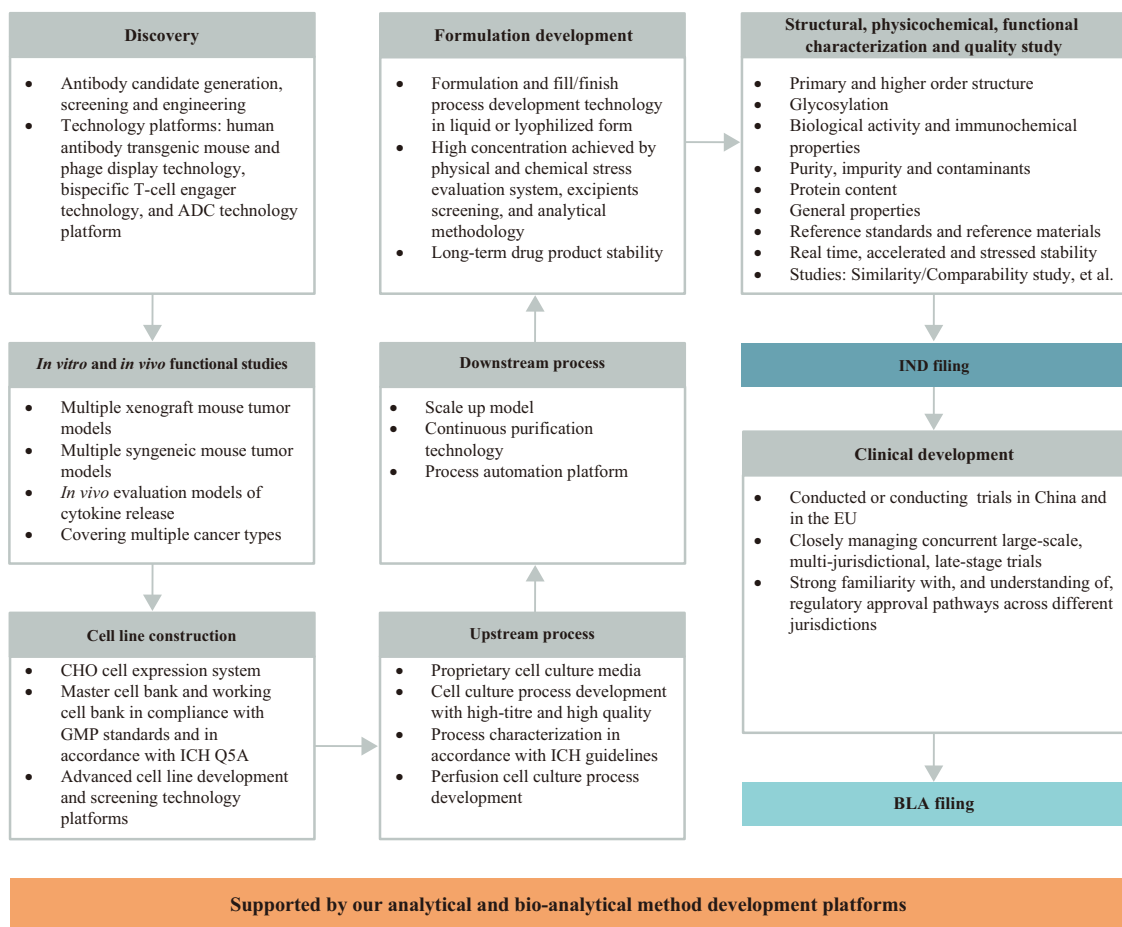 Discovery
• Antibody candidate generation,
screening and engineering
• Technology platforms: human
antibody transgenic mouse and
phage display technology,
bispecific T-cell engager
technology, and ADC technology
platform
In vitro and in vivo functional studies
• Multiple xenograft mouse tumor
models
• Multiple syngeneic mouse tumor
models
• In vivo evaluation models of
cytokine release
• Covering multiple cancer types
Cell line construction
• CHO cell expression system
• Master cell bank and working
cell bank in compliance with
GMP standards and in
accordance with ICH Q5A
• Advanced cell line development
and screening technology
platforms
Upstream process
• Proprietary cell culture media
• Cell culture process development
with high-titre and high quality
• Process characterization in
accordance with ICH guidelines
• Perfusion cell culture process
development
Downstream process
• Scale up model
• Continuous purification
technology
• Process automation platform
Formulation development
• Formulation and fill/finish
process development technology
in liquid or lyophilized form
• High concentration achieved by
physical and chemical stress
evaluation system, excipients
screening, and analytical
methodology
• Long-term drug product stability
Structural, physicochemical, functional
characterization and quality study
• Primary and higher order structure
• Glycosylation
• Biological activity and immunochemical
properties
• Purity, impurity and contaminants
• Protein content
• General properties
• Reference standards and reference materials
• Real time, accelerated and stressed stability
• Studies: Similarity/Comparability study, et al.
IND filing
Clinical development
• Conducted or conducting trials in China and
in the EU
• Closely managing concurrent large-scale,
multi-jurisdictional, late-stage trials
• Strong familiarity with, and understanding of,
regulatory approval pathways across different
jurisdictions
BLA filing
Supported by our analytical and bio-analytical method development platforms